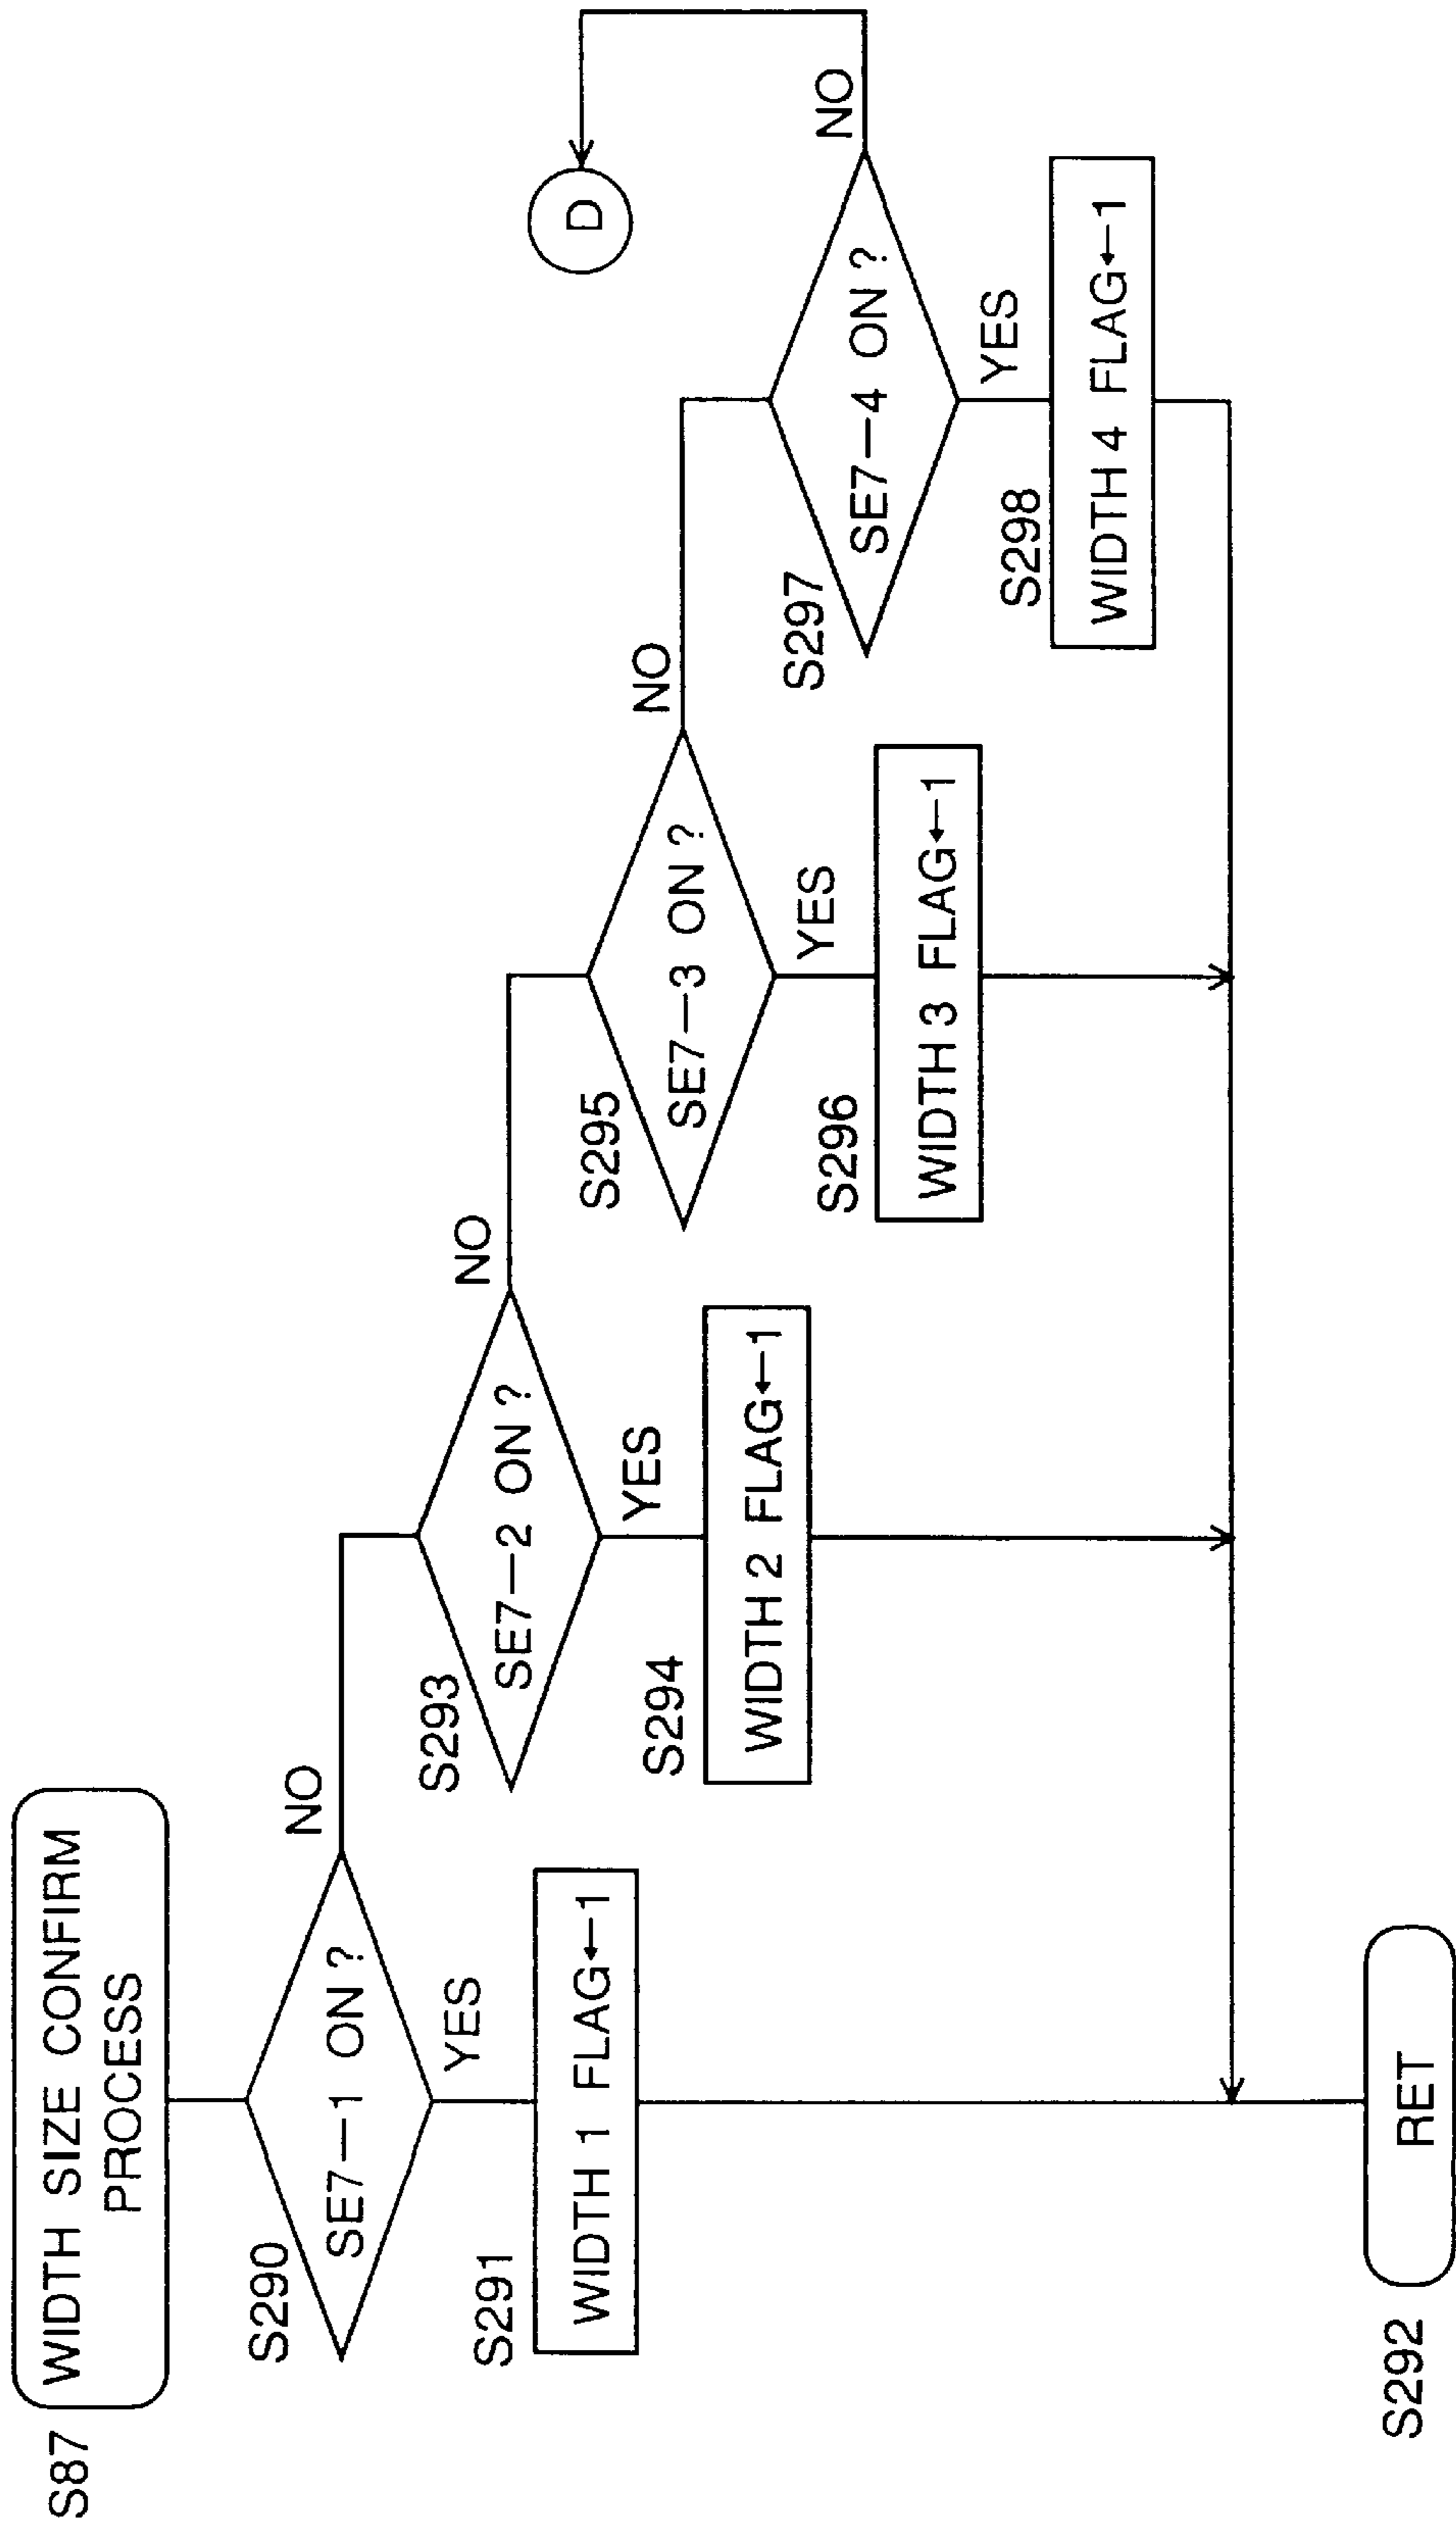 S87
WIDTH SIZE CONFIRM
PROCESS
S290
SE7—1 ON ?
NO
YES
S291
WIDTH 1 FLAG←1
S293
SE7—2 ON ?
NO
YES
S294
WIDTH 2 FLAG←1
S295
SE7—3 ON ?
NO
YES
S296
WIDTH 3 FLAG←1
S297
SE7—4 ON ?
NO
D
YES
S298
WIDTH 4 FLAG←1
S292
RET